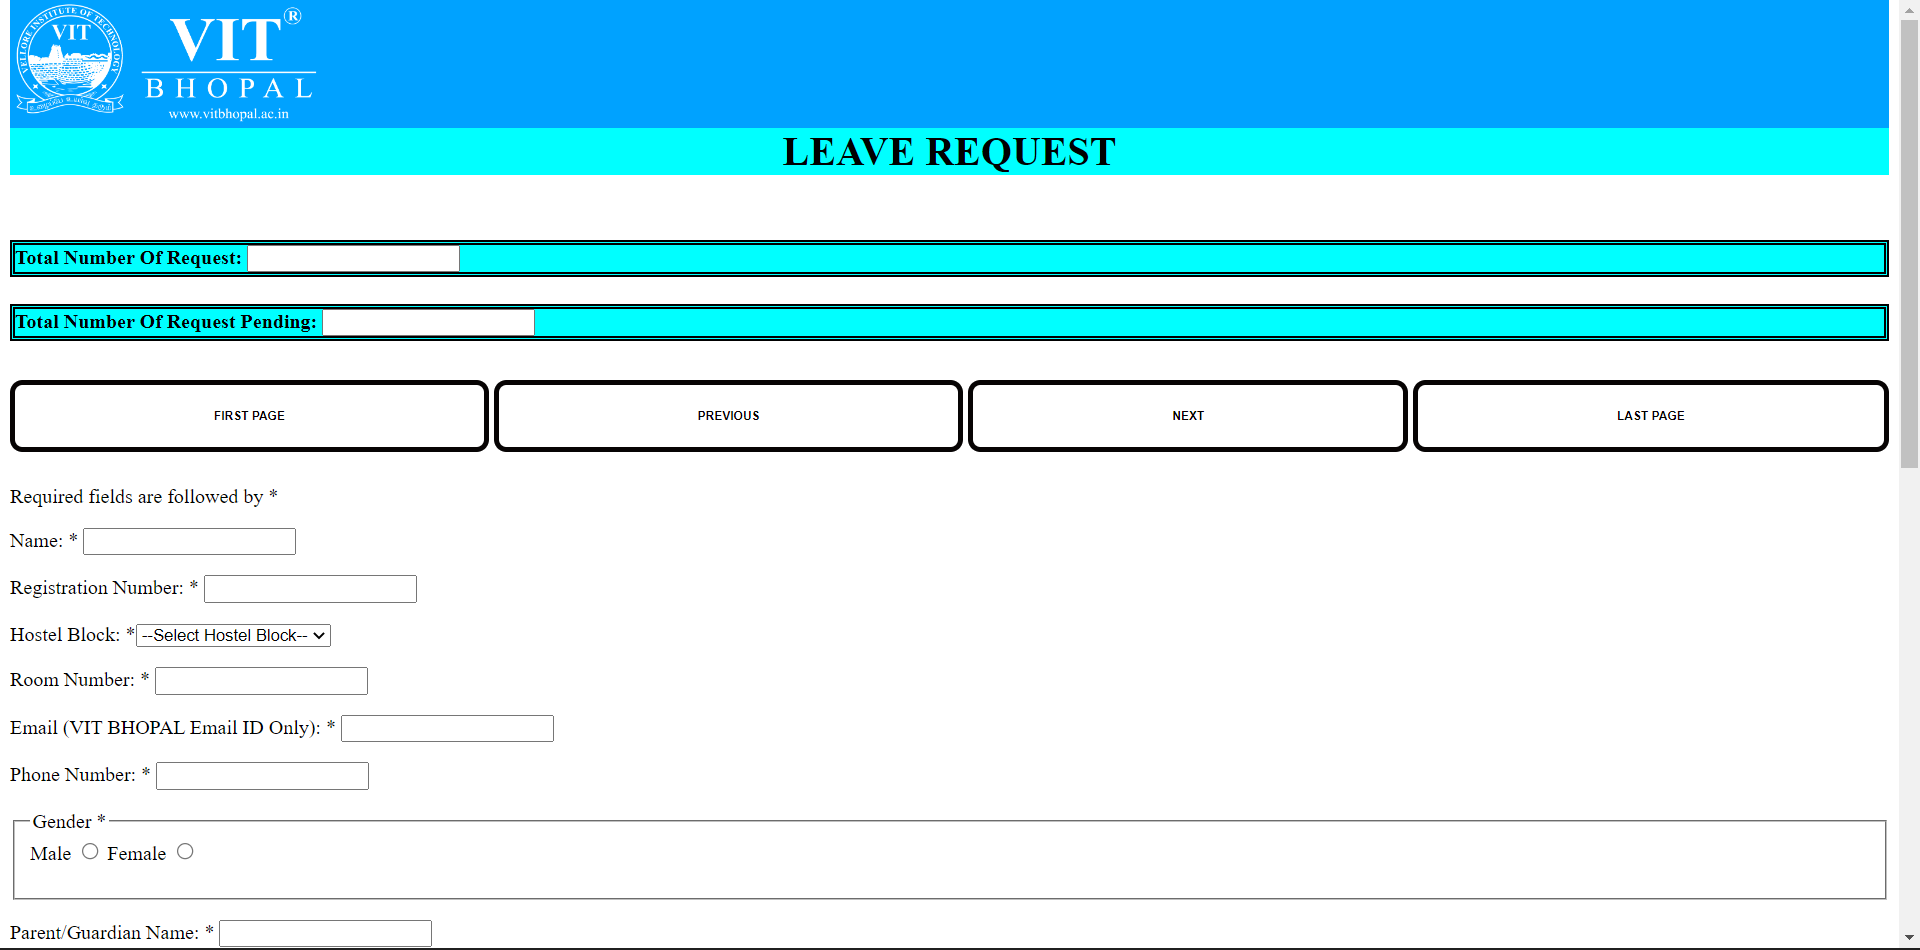 VELLORE INSTITUTE OF TECHNOLOGY
VIT
VIT®
BHOPAL
www.vitbhopal.ac.in
LEAVE REQUEST
Total Number Of Request:
Total Number Of Request Pending:
FIRST PAGE PREVIOUS NEXT LAST PAGE
Required fields are followed by *
Name: *
Registration Number: *
Hostel Block: * --Select Hostel Block--
Room Number: *
Email (VIT BHOPAL Email ID Only): *
Phone Number: *
Gender *
Male Female
Parent/Guardian Name: *